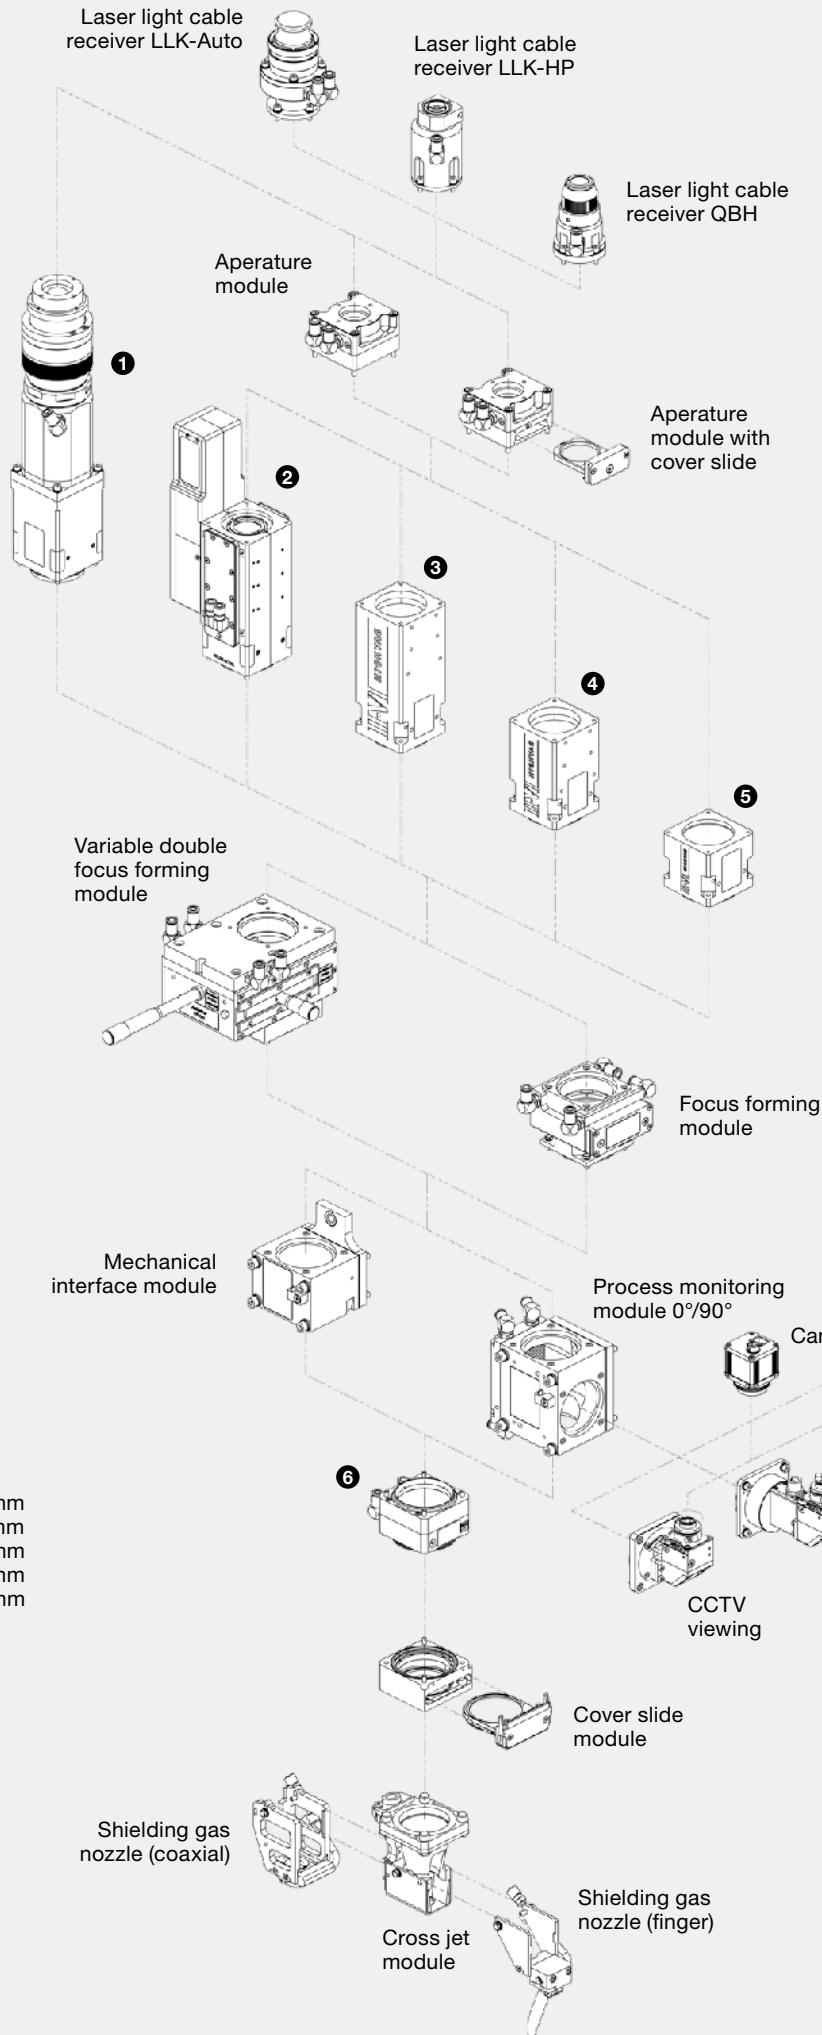 Laser light cable
receiver LLK-Auto
Laser light cable
receiver LLK-HP
Laser light cable
receiver QBH
Aperature
module
1
Aperature
module with
cover slide
2
3
4
5
Variable double
focus forming
module
Focus forming
module
Mechanical
interface module
Process monitoring
module 0°/90°
6
mm
mm
mm
mm
CCTV
viewing
Cover slide
module
Shielding gas
nozzle (coaxial)
Shielding gas
nozzle (finger)
Cross jet
module